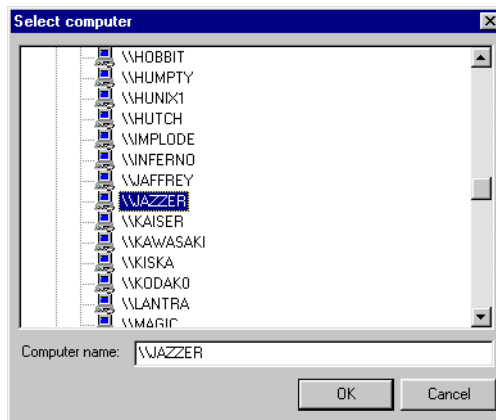 Select computer
\\HOBBIT
\\HUMPTY
\\HUNIX1
\\HUTCH
\\IMPLODE
\\INFERNO
\\JAFFREY
\\JAZZER
\\KAISER
\\KAWASAKI
\\KISKA
\\KODAKO
\\LANTRA
\\MAGIC
Computer name: \\JAZZER
OK Cancel